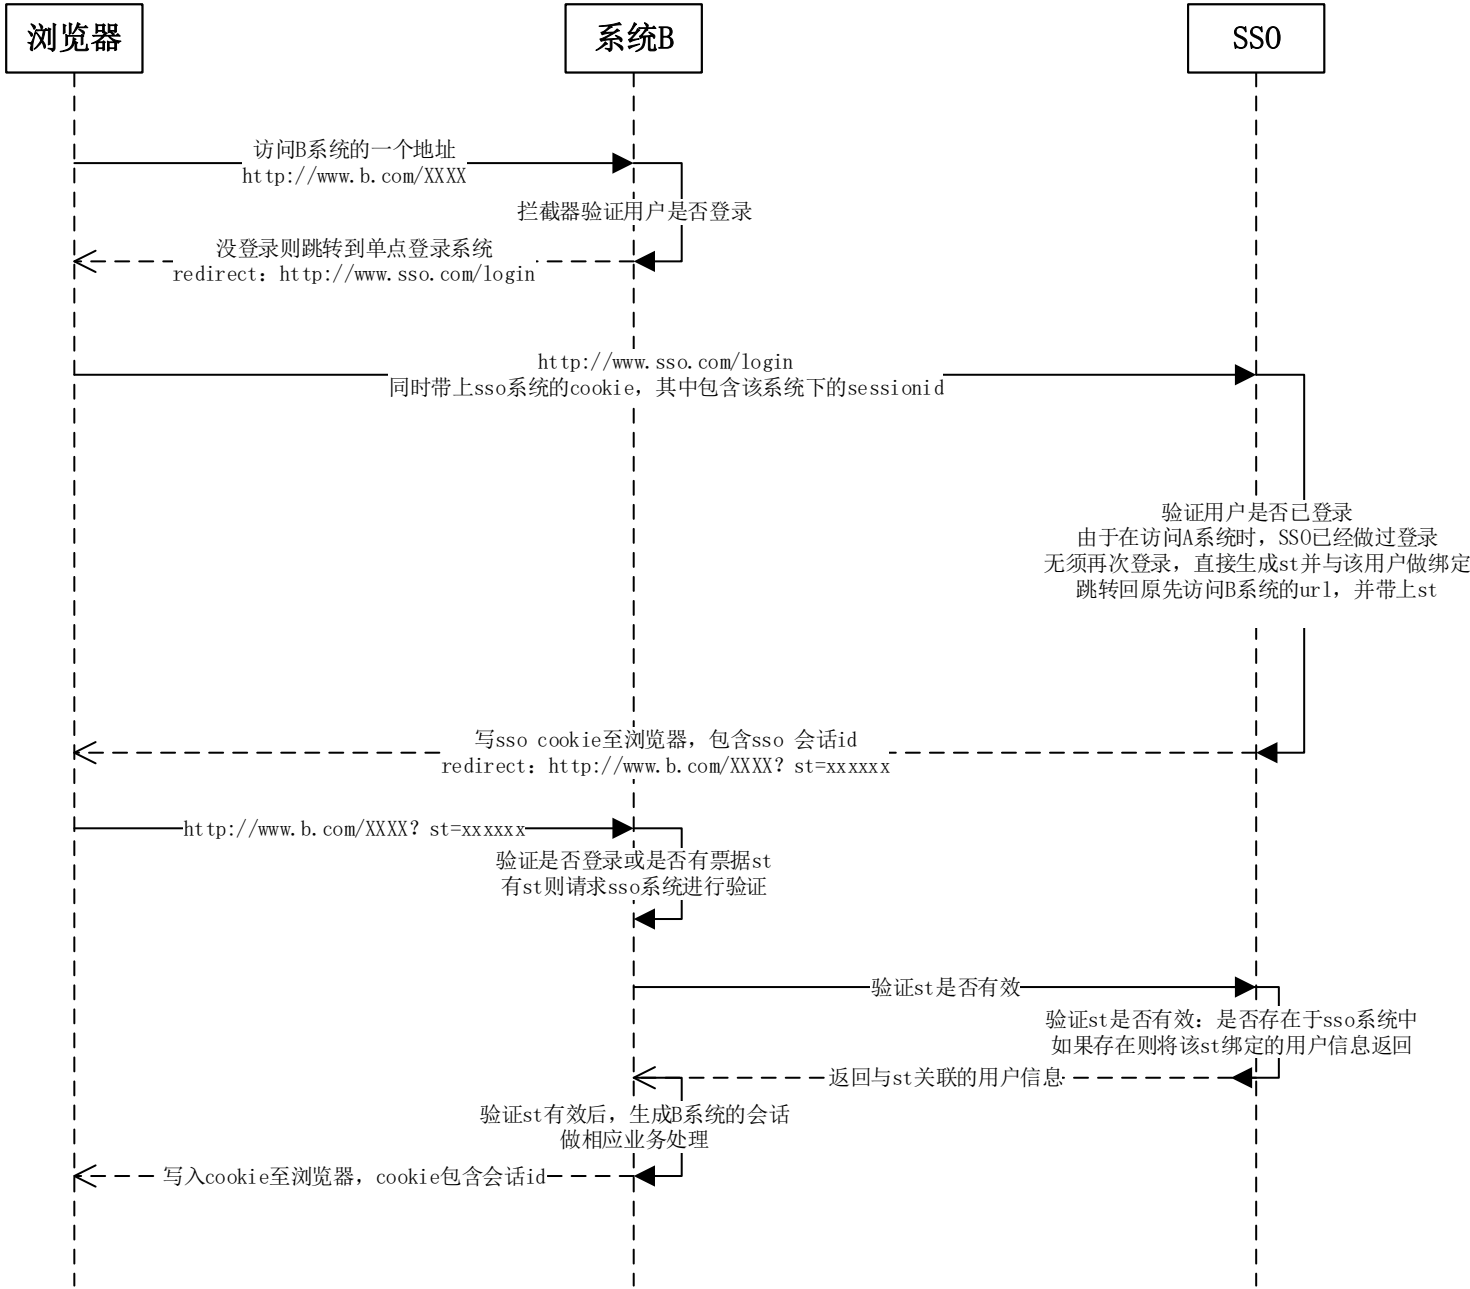 浏览器
系统B
SSO
访问B系统的一个地址
http://www.b.com/XXXX
拦截器验证用户是否登录
没登录则跳转到单点登录系统
redirect：http://www.sso.com/login
http://www.sso.com/login
同时带上sso系统的cookie，其中包含该系统下的sessionid
验证用户是否已登录
由于在访问A系统时，SSO已经做过登录
无须再次登录，直接生成st并与该用户做绑定
跳转回原先访问B系统的url，并带上st
写sso cookie至浏览器，包含sso 会话id
redirect：http://www.b.com/XXXX？st=xxxxxx
http://www.b.com/XXXX？st=xxxxxx
验证是否登录或是否有票据st
有st则请求sso系统进行验证
验证st是否有效
验证st是否有效：是否存在于sso系统中
如果存在则将该st绑定的用户信息返回
返回与st关联的用户信息
验证st有效后，生成B系统的会话
做相应业务处理
写入cookie至浏览器，cookie包含会话id